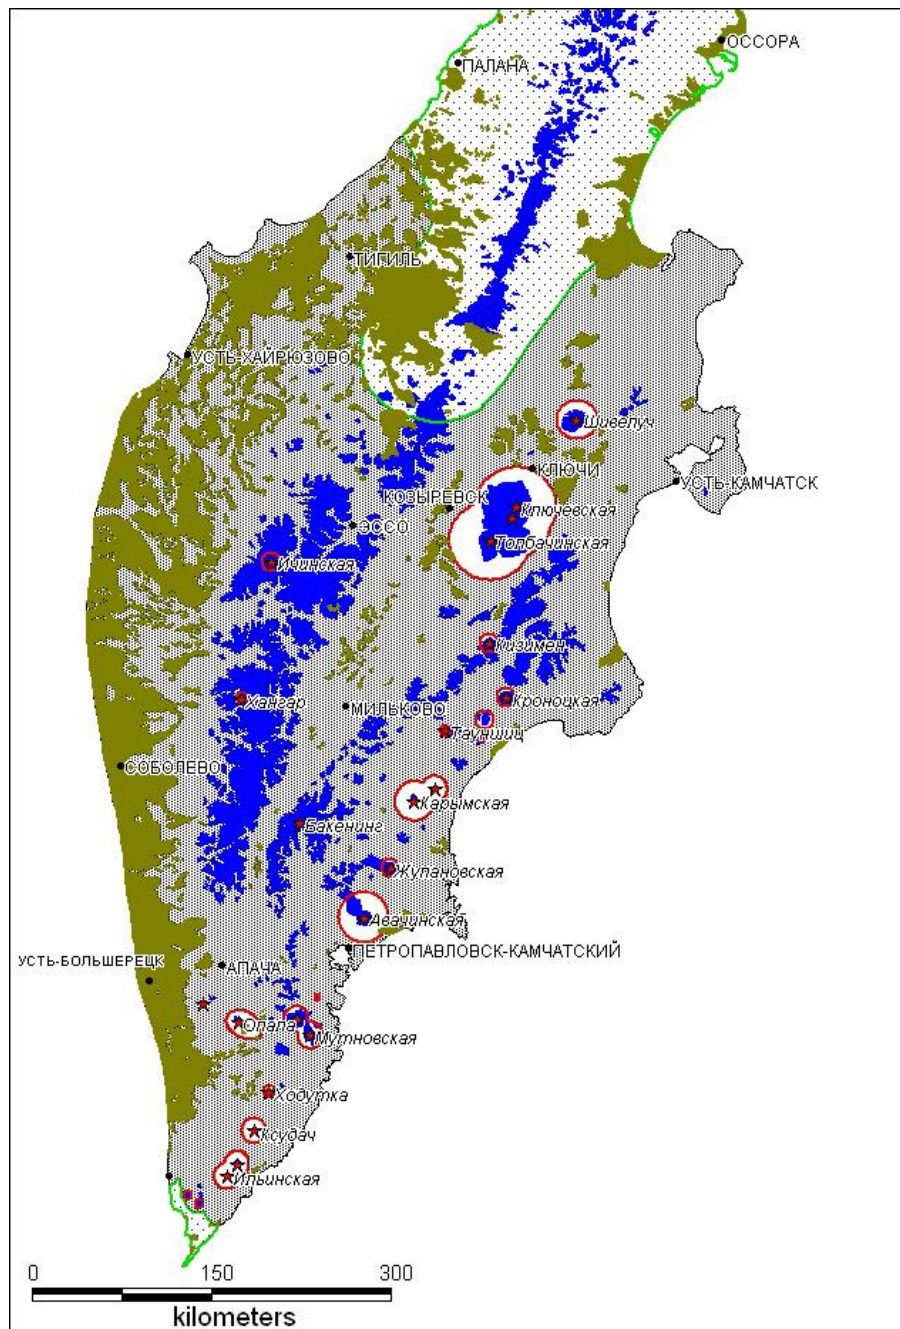 ОССОРА
ПАЛАНА
ТИГИЛЬ
УСТЬ-ХАЙРЮЗОВО
Шивелуч
КЛЮЧИ
УСТЬ-КАМЧАТСК
КОЗЫРЕВСК
Ключевская
ЭССО
Толбачинская
Ичинская
Кизимен
Хангар
Кроноцкая
МИЛЬКОВО
Тауншиц
СОБОЛЕВО
Карымская
Бакенинг
Жупановская
Авачинская
ПЕТРОПАВЛОВСК-КАМЧАТСКИЙ
УСТЬ-БОЛЬШЕРЕЦК
АПАЧА
Опала
Мутновская
Ходутка
Ксудач
Ильинская
0 150 300
kilometers